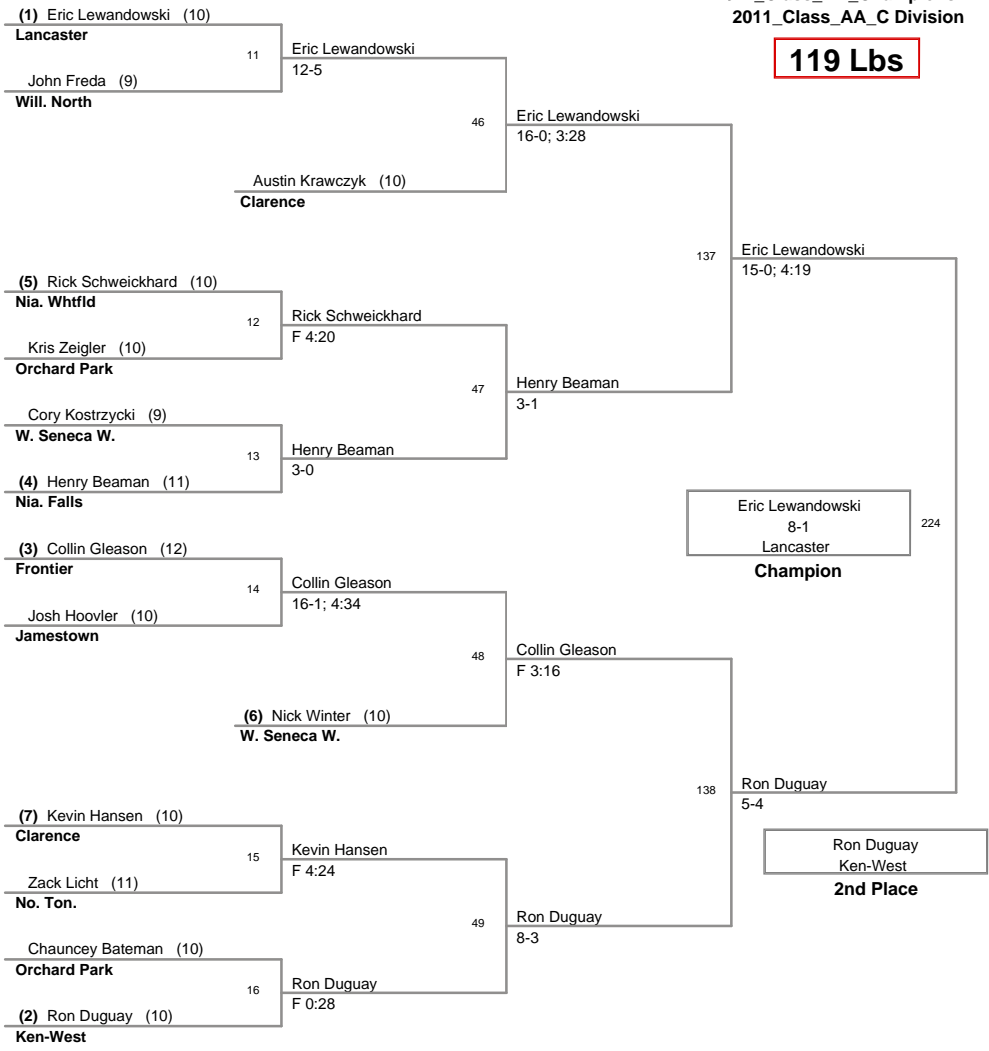 2011_Class_AA_C Division
119 Lbs
(1) Eric Lewandowski (10)
Lancaster
11
Eric Lewandowski
12-5
John Freda (9)
Will. North
46
Eric Lewandowski
16-0; 3:28
Austin Krawczyk (10)
Clarence
137
Eric Lewandowski
15-0; 4:19
(5) Rick Schweickhard (10)
Nia. Whtfld
12
Rick Schweickhard
F 4:20
Kris Zeigler (10)
Orchard Park
47
Henry Beaman
3-1
Cory Kostrzycki (9)
W. Seneca W.
13
Henry Beaman
3-0
(4) Henry Beaman (11)
Nia. Falls
Eric Lewandowski
8-1
Lancaster
224
Champion
(3) Collin Gleason (12)
Frontier
14
Collin Gleason
16-1; 4:34
Josh Hoovler (10)
Jamestown
48
Collin Gleason
F 3:16
(6) Nick Winter (10)
W. Seneca W.
138
Ron Duguay
5-4
(7) Kevin Hansen (10)
Clarence
15
Kevin Hansen
F 4:24
Zack Licht (11)
No. Ton.
Ron Duguay
Ken-West
2nd Place
49
Ron Duguay
8-3
Chauncey Bateman (10)
Orchard Park
16
Ron Duguay
F 0:28
(2) Ron Duguay (10)
Ken-West